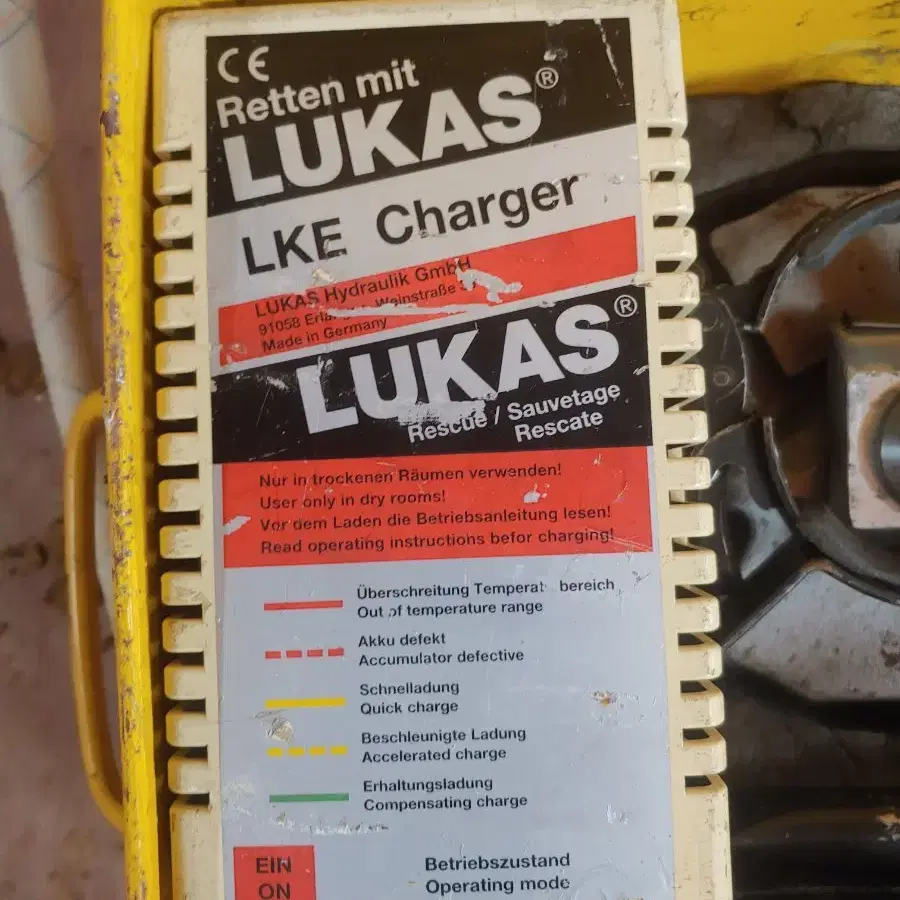 CE
Retten mit
LUKAS®
LKE Charger
LUKAS Hydraulik GmbH
91058 Weinstraße
Made in Germany
LUKAS®
Rescue / Sauvetage
Rescate
Nur in trockenen Räumen verwenden!
User only in dry rooms!
Vor dem Laden die Betriebsanleitung lesen!
Read operating instructions befor charging!
Überschreitung bereich
Out of temperature range
Akku defekt
Accumulator defective
Schnelladung
Quick charge
Beschleunigte Ladung
Accelerated charge
Erhaltungsladung
Compensating charge
EIN
ON
Betriebszustand
Operating mode